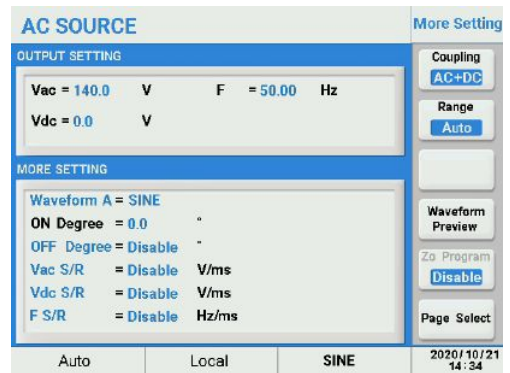 AC SOURCE
More Setting
OUTPUT SETTING
Vac = 140.0 V F = 50.00 Hz
Vdc = 0.0 V
MORE SETTING
Waveform A = SINE
ON Degree = 0.0 °
OFF Degree = Disable °
Vac S/R = Disable V/ms
Vdc S/R = Disable V/ms
F S/R = Disable Hz/ms
Coupling
AC+DC
Range
Auto
Waveform
Preview
Zo Program
Disable
Page Select
Auto Local SINE
2020/10/21
14:34